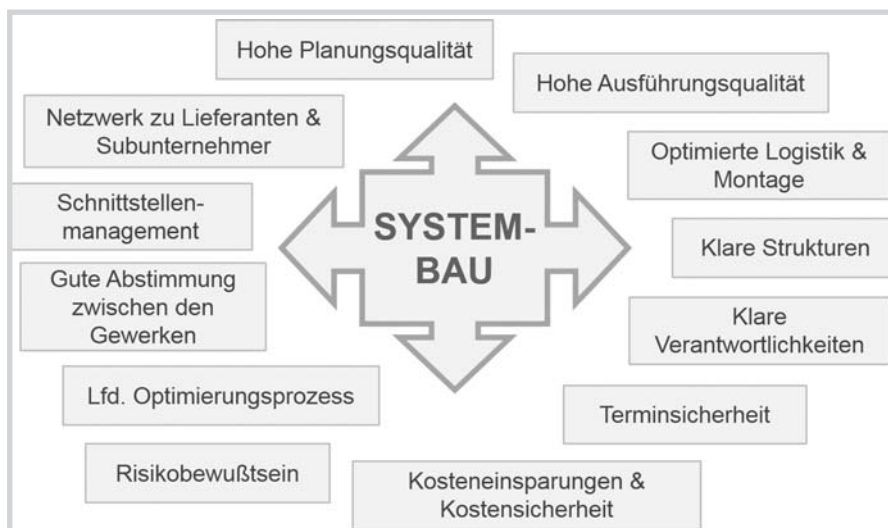 Hohe Planungsqualität
Hohe Ausführungsqualität
Netzwerk zu Lieferanten &
Subunternehmer
Optimierte Logistik &
Montage
Schnittstellen-
management
SYSTEM-
BAU
Klare Strukturen
Gute Abstimmung
zwischen den
Gewerken
Klare
Verantwortlichkeiten
Lfd. Optimierungsprozess
Terminsicherheit
Risikobewußtsein
Kosteneinsparungen &
Kostensicherheit